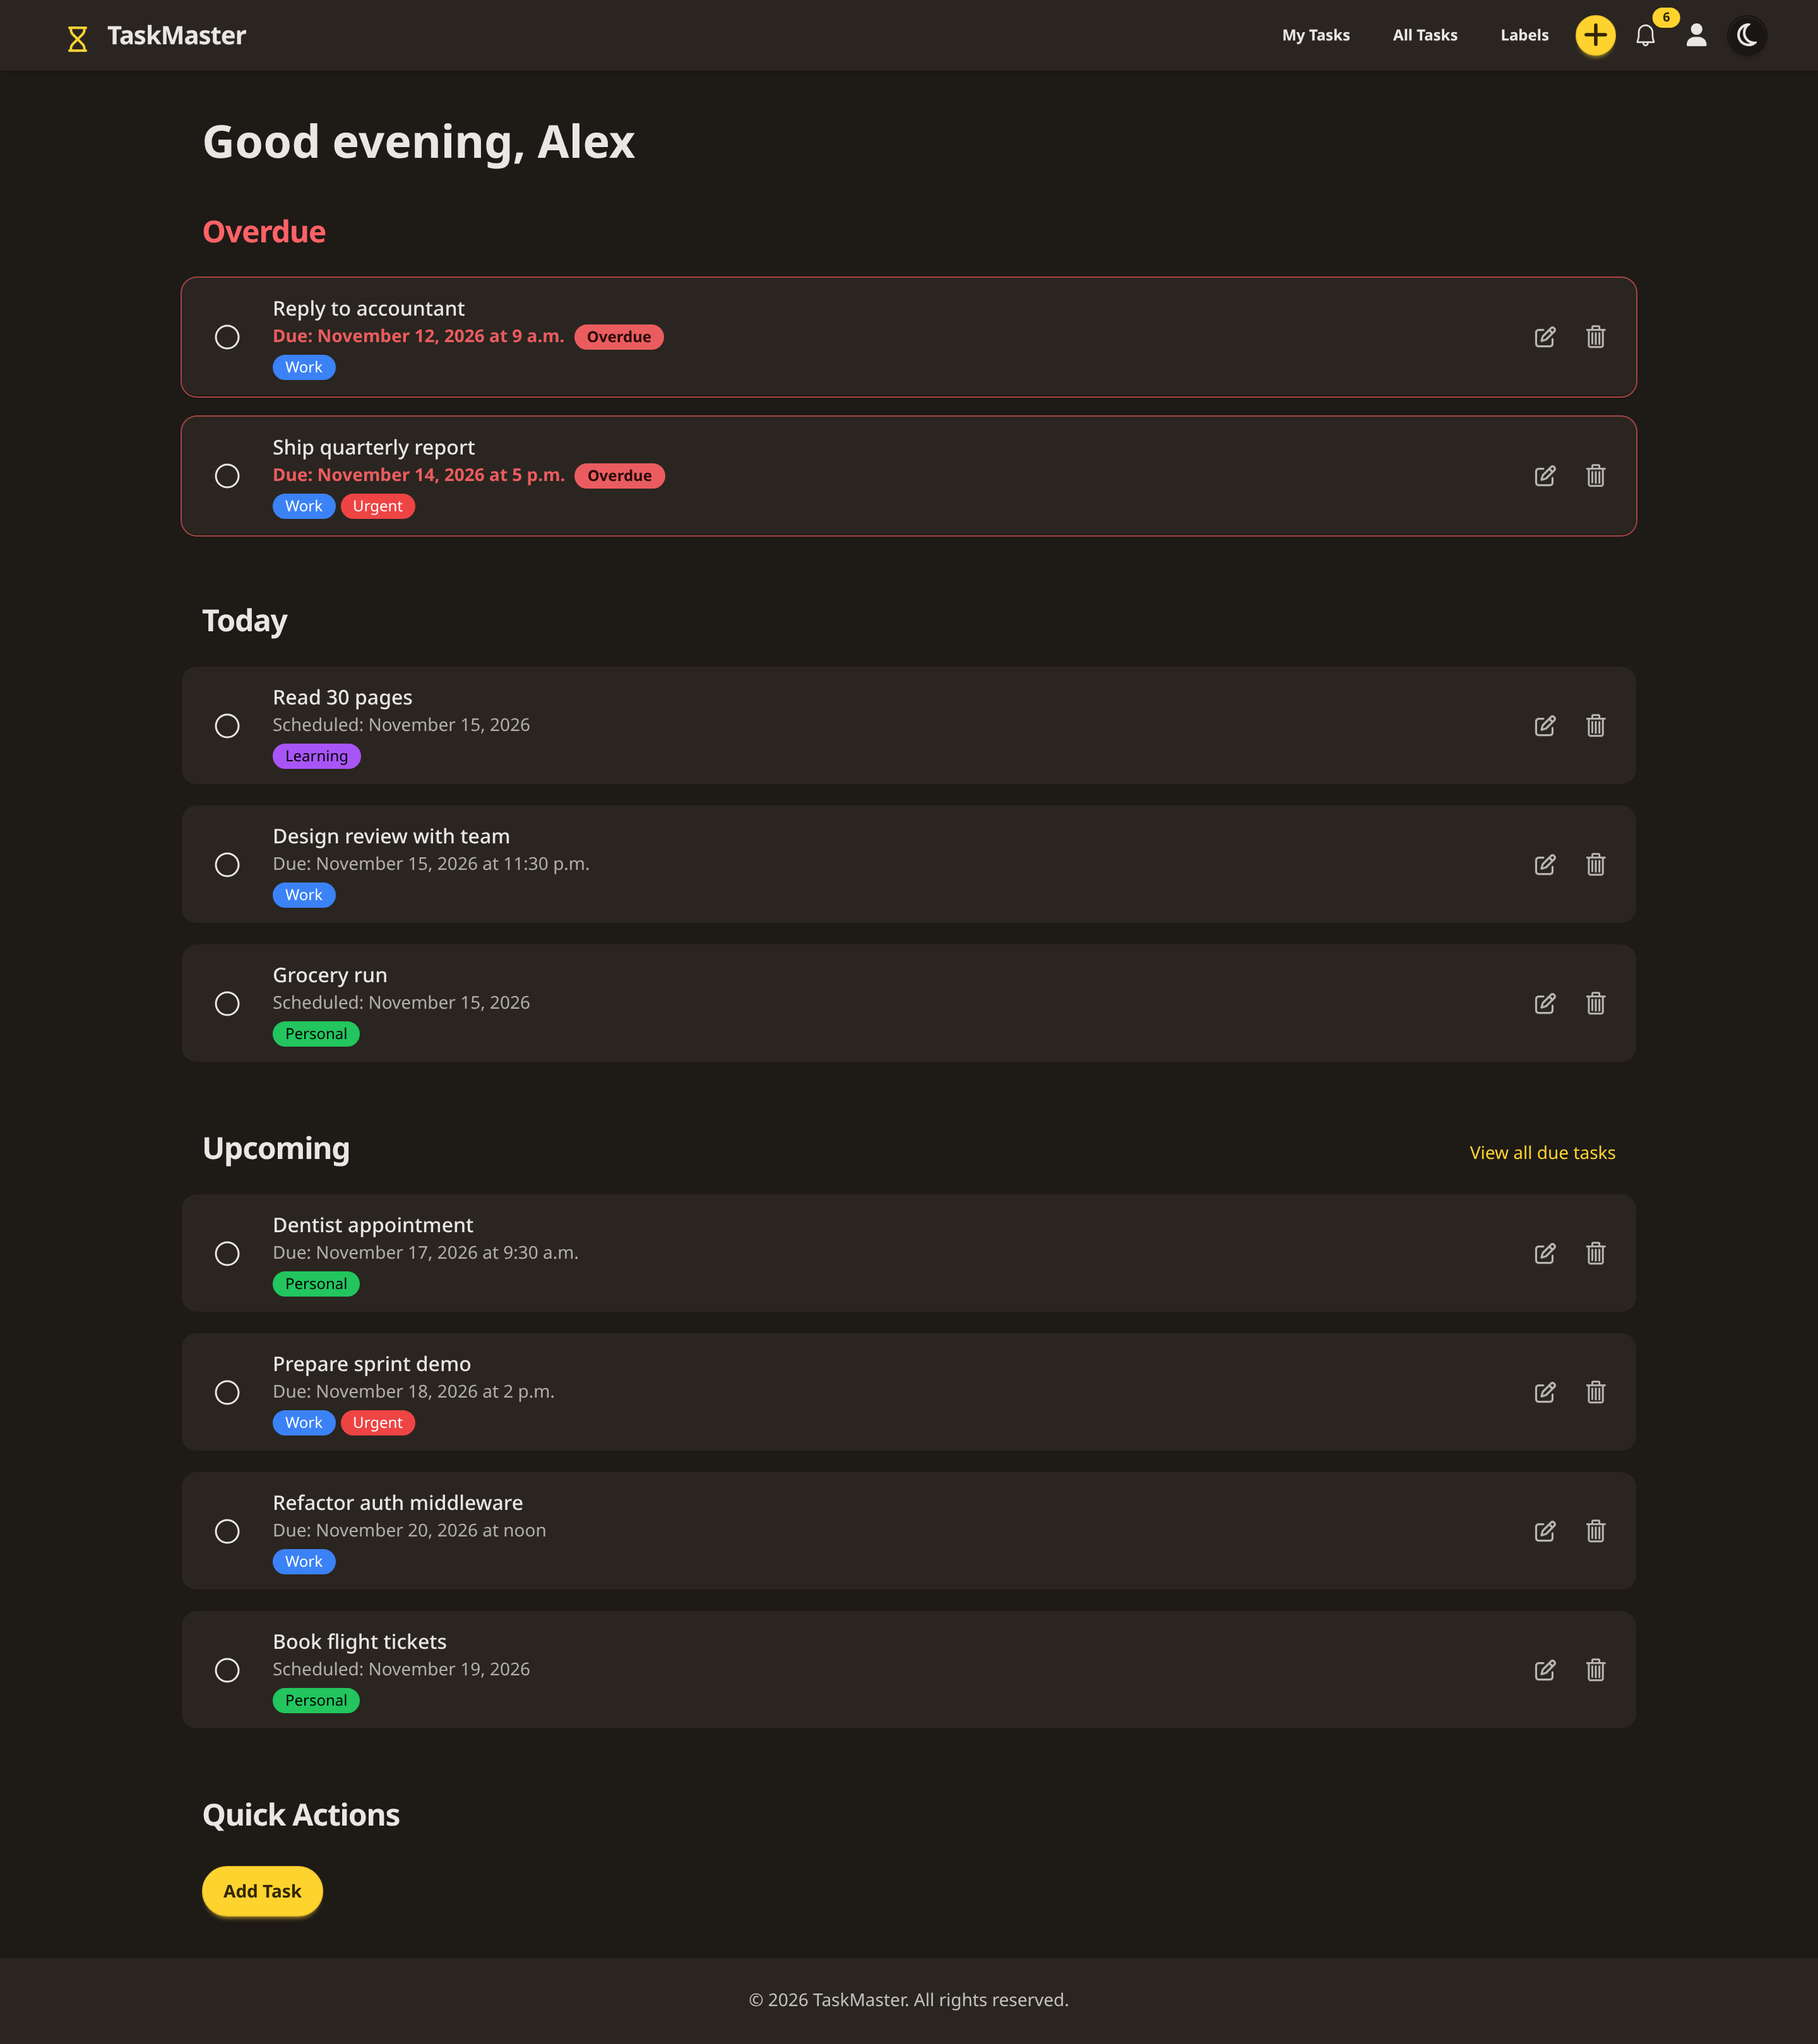 TaskMaster
My Tasks
All Tasks
Labels
6
Good evening, Alex
Overdue
Reply to accountant
Due: November 12, 2026 at 9 a.m. Overdue
Work
Ship quarterly report
Due: November 14, 2026 at 5 p.m. Overdue
Work Urgent
Today
Read 30 pages
Scheduled: November 15, 2026
Learning
Design review with team
Due: November 15, 2026 at 11:30 p.m.
Work
Grocery run
Scheduled: November 15, 2026
Personal
Upcoming
View all due tasks
Dentist appointment
Due: November 17, 2026 at 9:30 a.m.
Personal
Prepare sprint demo
Due: November 18, 2026 at 2 p.m.
Work Urgent
Refactor auth middleware
Due: November 20, 2026 at noon
Work
Book flight tickets
Scheduled: November 19, 2026
Personal
Quick Actions
Add Task
© 2026 TaskMaster. All rights reserved.